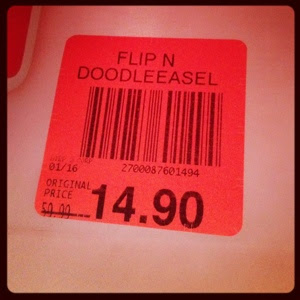 FLIP N
DOODLEEASEL
01/16 2700087601494
ORIGINAL
PRICE
14.90